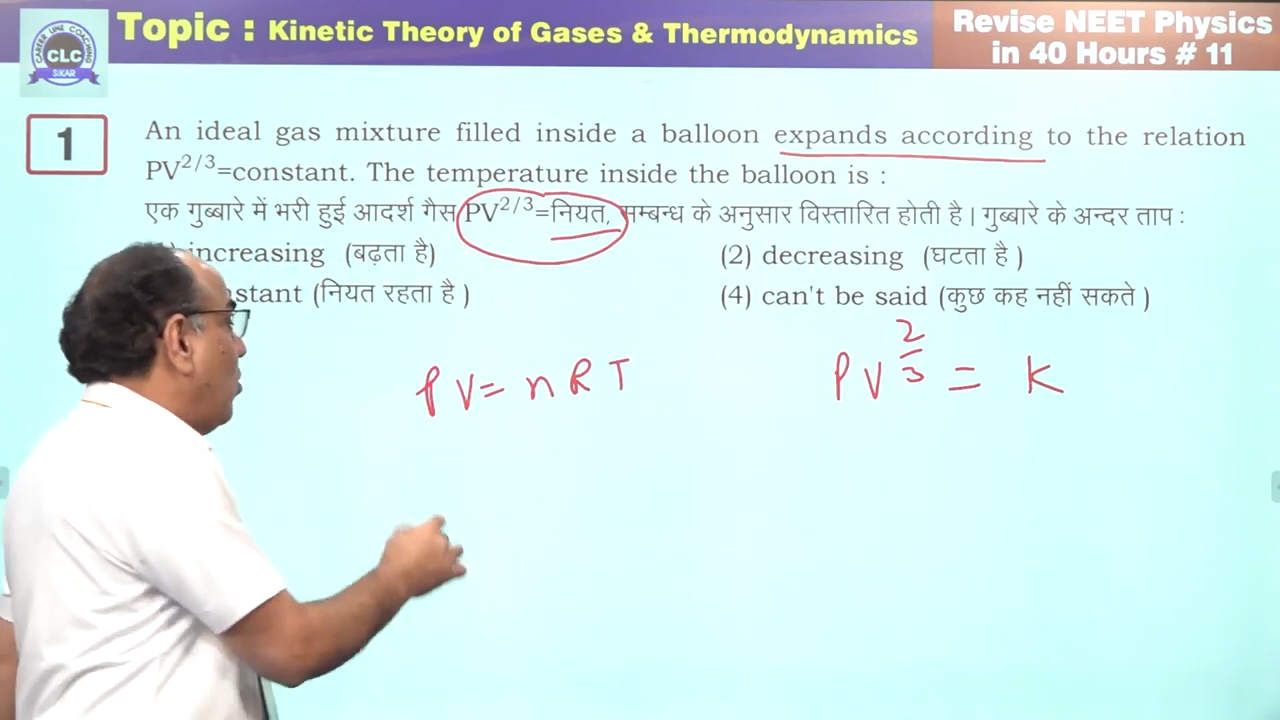 CAREER LINE COACHING
CLC
SIKAR
Topic : Kinetic Theory of Gases & Thermodynamics
Revise NEET Physics
in 40 Hours # 11
1
An ideal gas mixture filled inside a balloon expands according to the relation
PV^2/3=constant. The temperature inside the balloon is :
एक गुब्बारे में भरी हुई आदर्श गैस PV^2/3=नियत, सम्बन्ध के अनुसार विस्तारित होती है। गुब्बारे के अन्दर ताप :
increasing (बढ़ता है) (2) decreasing (घटता है )
stant (नियत रहता है ) (4) can't be said (कुछ कह नहीं सकते )
PV= nRT PV^2/3 = K